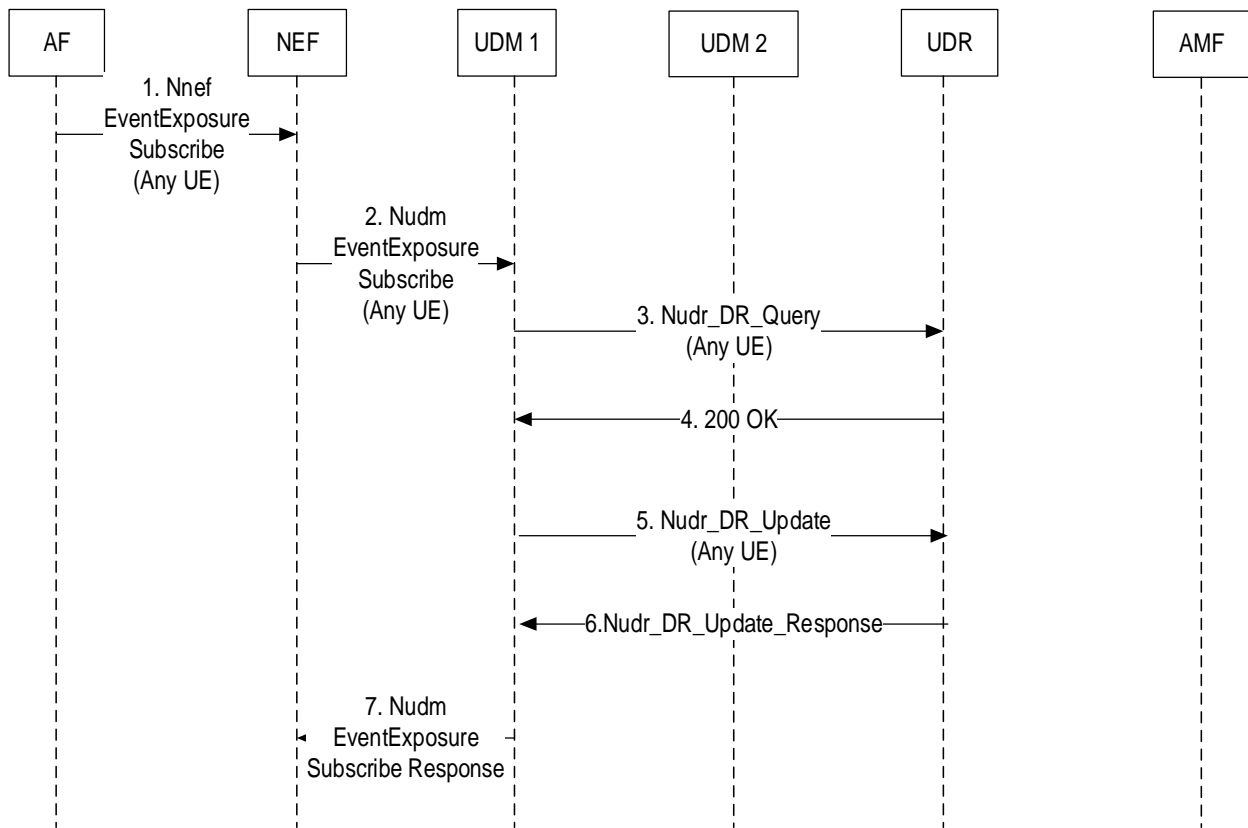 AF
NEF
UDM 1
UDM 2
UDR
AMF
1. Nnef
EventExposure
Subscribe
(Any UE)
2. Nudm
EventExposure
Subscribe
(Any UE)
3. Nudr_DR_Query
(Any UE)
4. 200 OK
5. Nudr_DR_Update
(Any UE)
6.Nudr_DR_Update_Response
7. Nudm
EventExposure
Subscribe Response